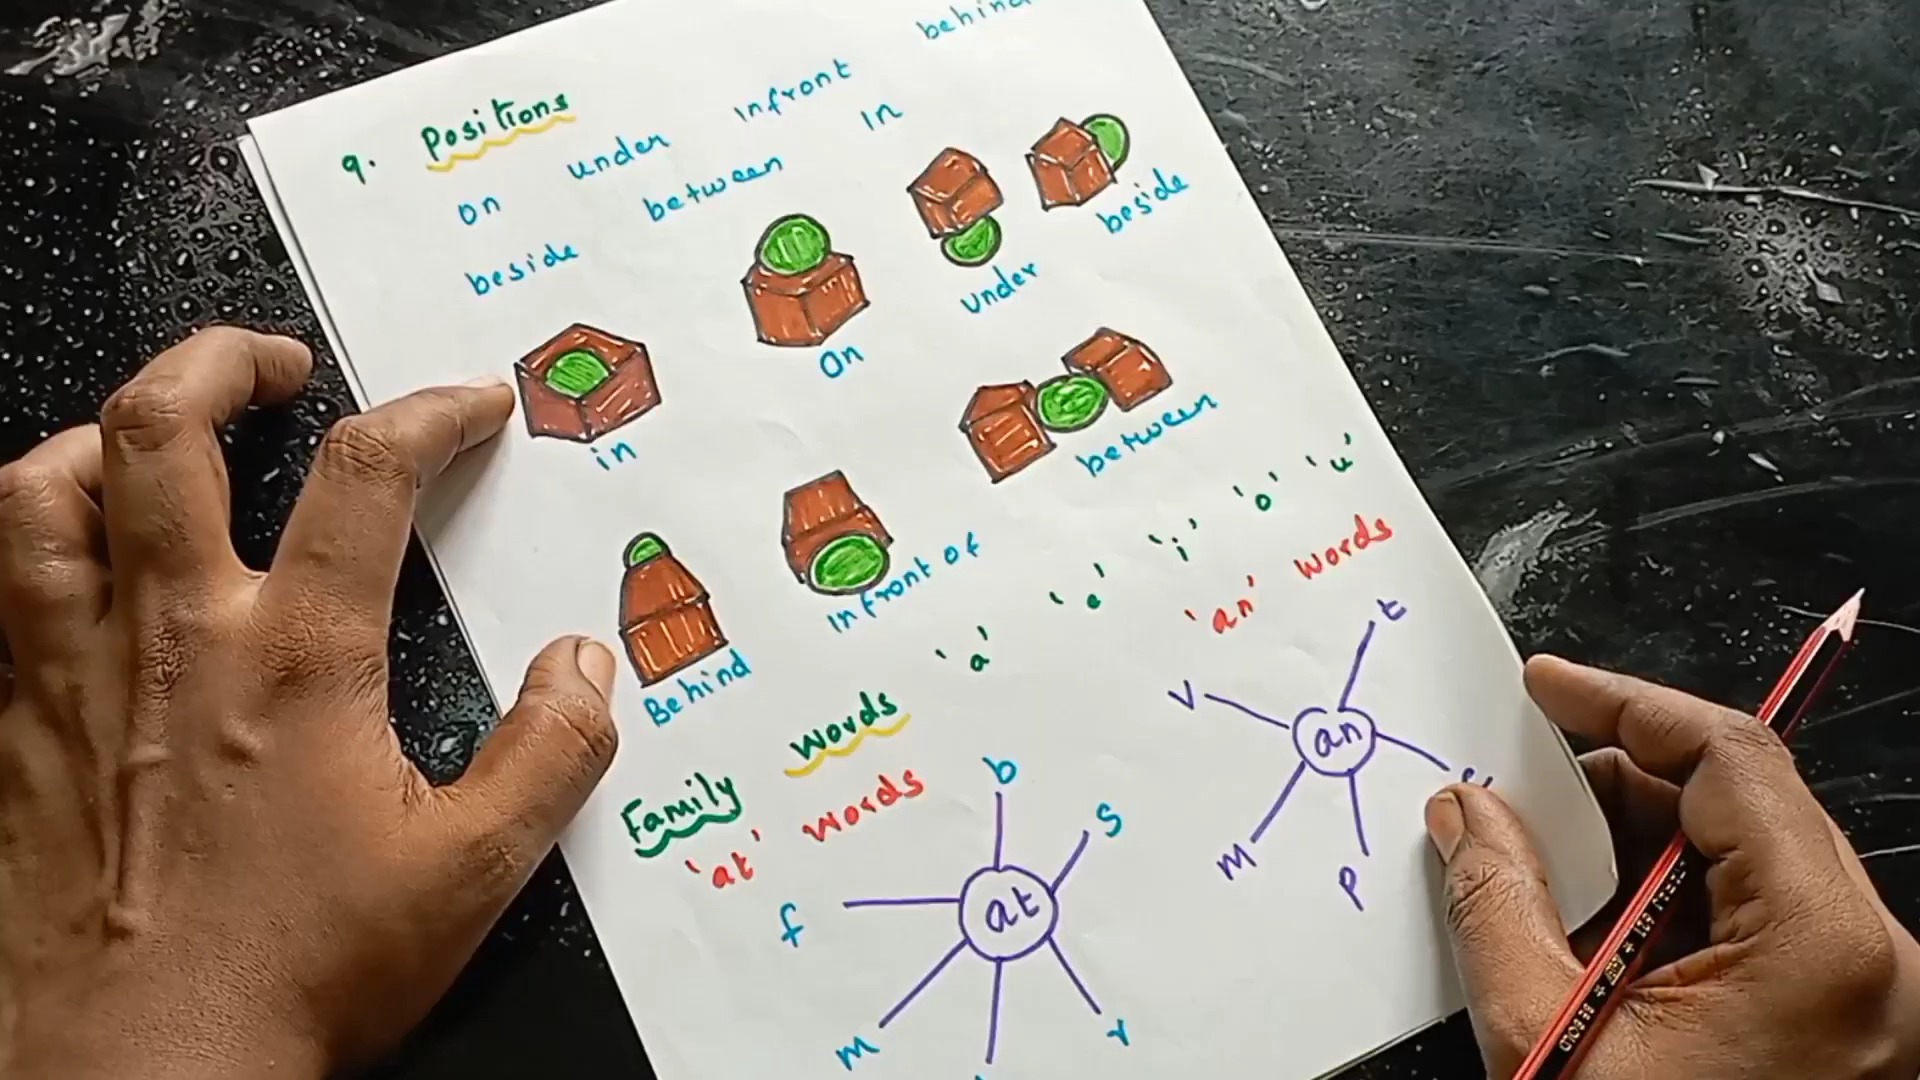 9. Positions
on under infront behind
beside between in
in On under beside
Behind Infront of between
Family words 'a' 'i' 'o' 'u'
'at' words 'an' words
at b s f m r
an t v m p